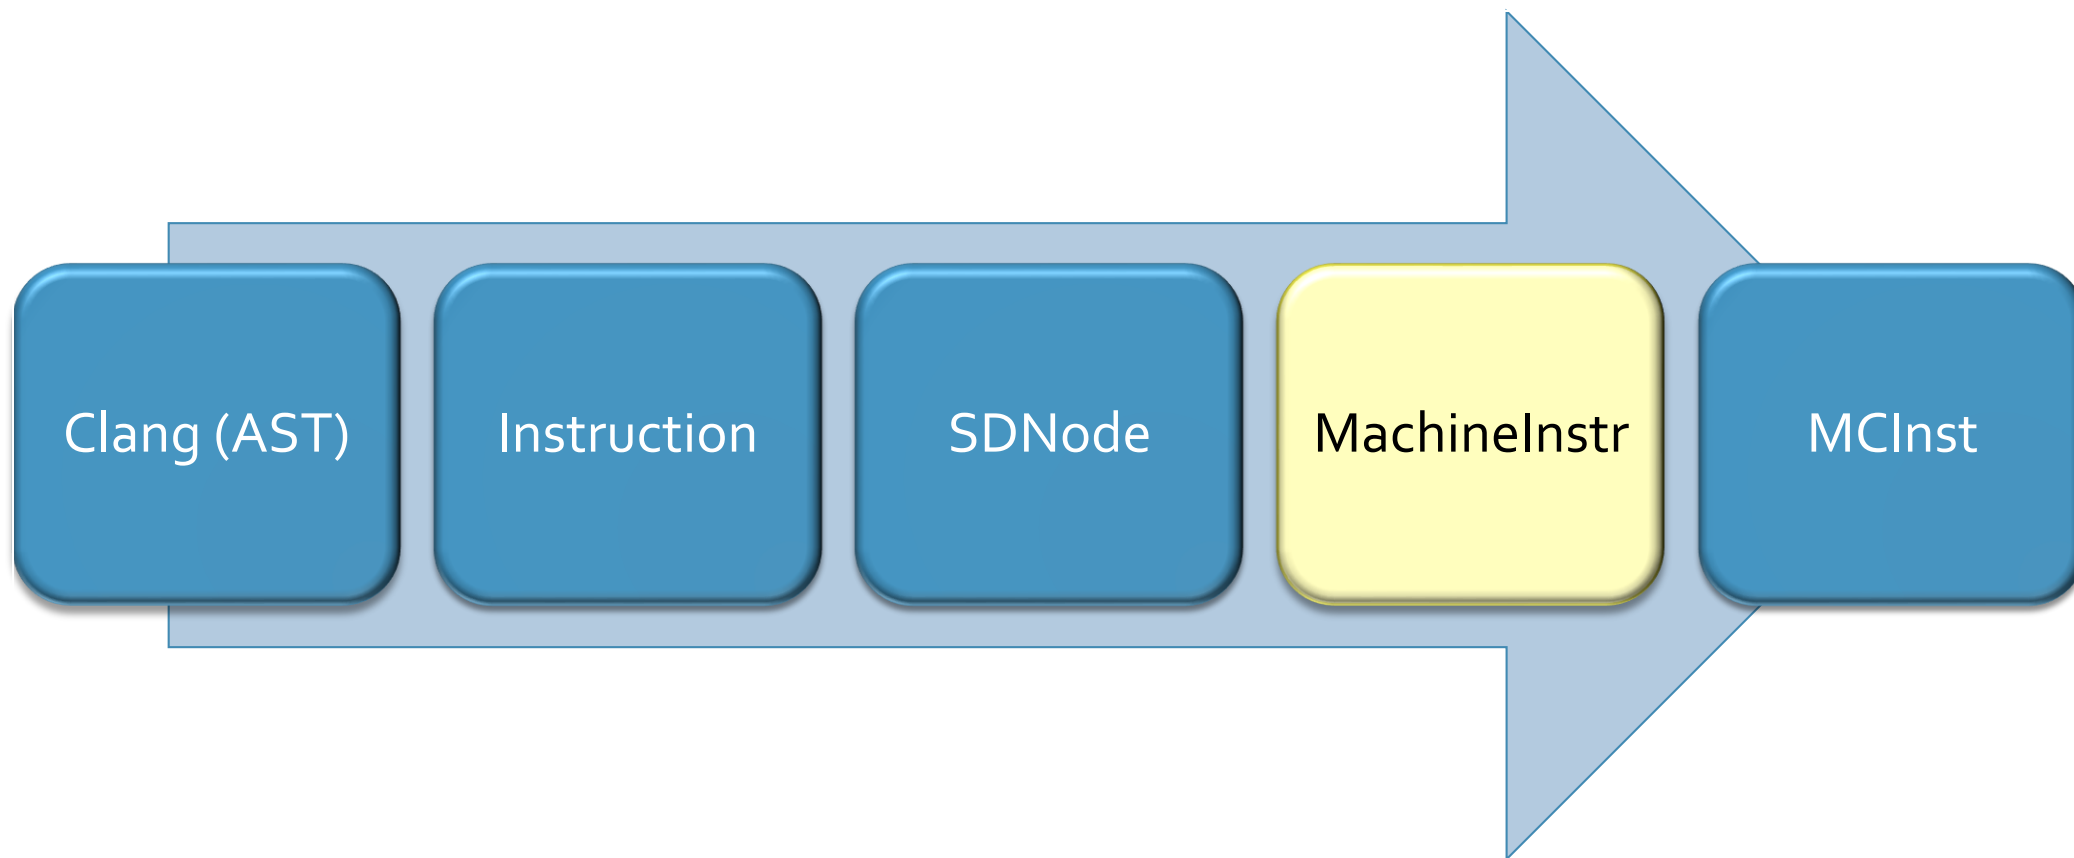 Clang (AST)
Instruction
SDNode
MachineInstr
MCInst